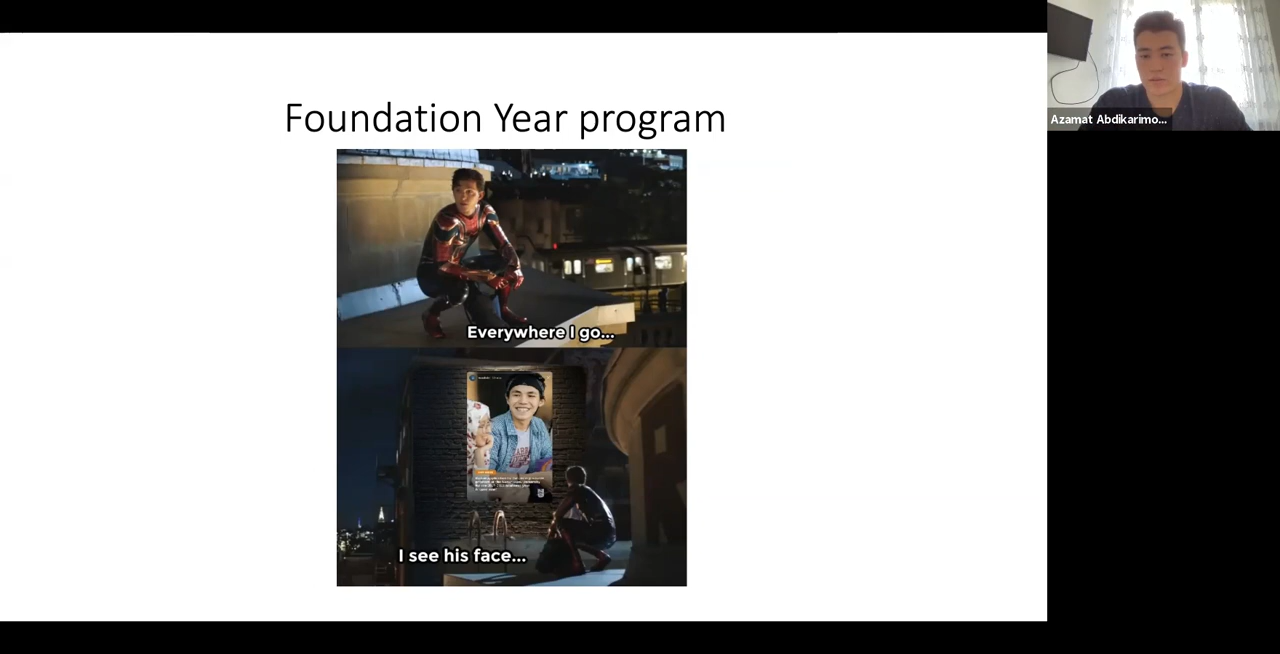 Foundation Year program
Everywhere I go...
I see his face...
Azamat Abdikarimo...